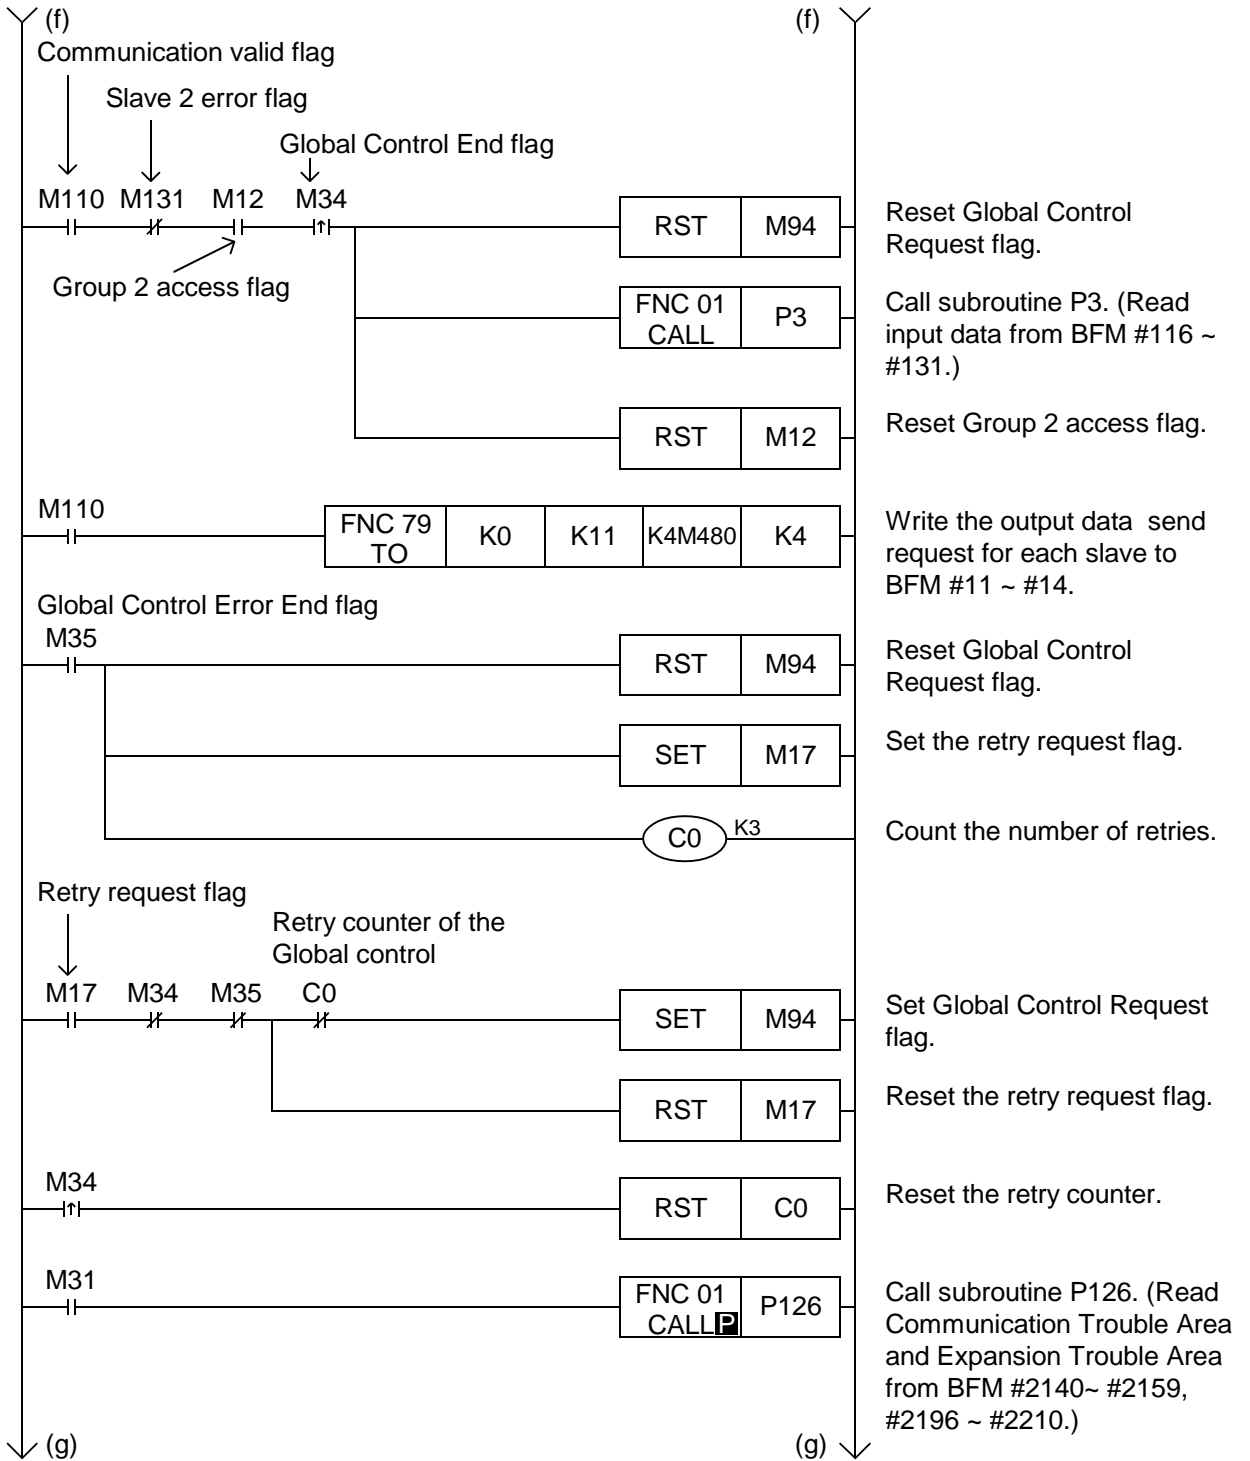 (f) (f)
Communication valid flag
Slave 2 error flag
Global Control End flag
M110 M131 M12 M34
RST M94
Reset Global Control
Request flag.
Group 2 access flag
FNC 01
CALL
P3
Call subroutine P3. (Read
input data from BFM #116 ~
#131.)
RST M12
Reset Group 2 access flag.
M110
FNC 79
TO
K0 K11 K4M480 K4
Write the output data send
request for each slave to
BFM #11 ~ #14.
Global Control Error End flag
M35
RST M94
Reset Global Control
Request flag.
SET M17
Set the retry request flag.
C0 K3
Count the number of retries.
Retry request flag
Retry counter of the
Global control
M17 M34 M35 C0
SET M94
Set Global Control Request
flag.
RST M17
Reset the retry request flag.
M34
RST C0
Reset the retry counter.
M31
FNC 01
CALLP
P126
Call subroutine P126. (Read
Communication Trouble Area
and Expansion Trouble Area
from BFM #2140~ #2159,
#2196 ~ #2210.)
(g) (g)